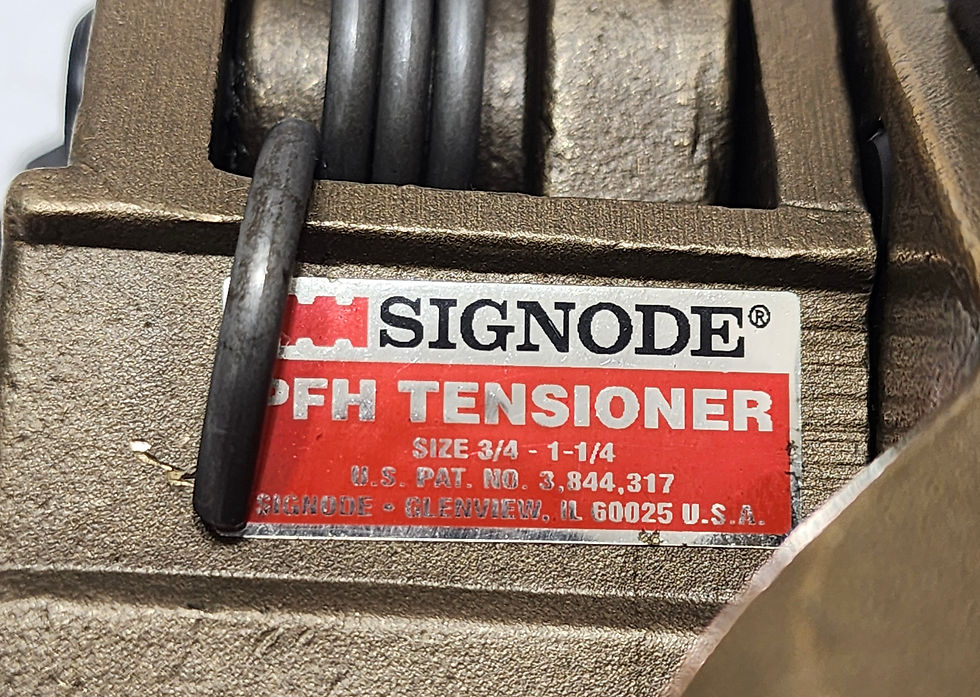 SIGNODE®
PFH TENSIONER
SIZE 3/4 - 1-1/4
U.S. PAT. NO. 3,844,317
SIGNODE - GLENVIEW, IL 60025 U.S.A.